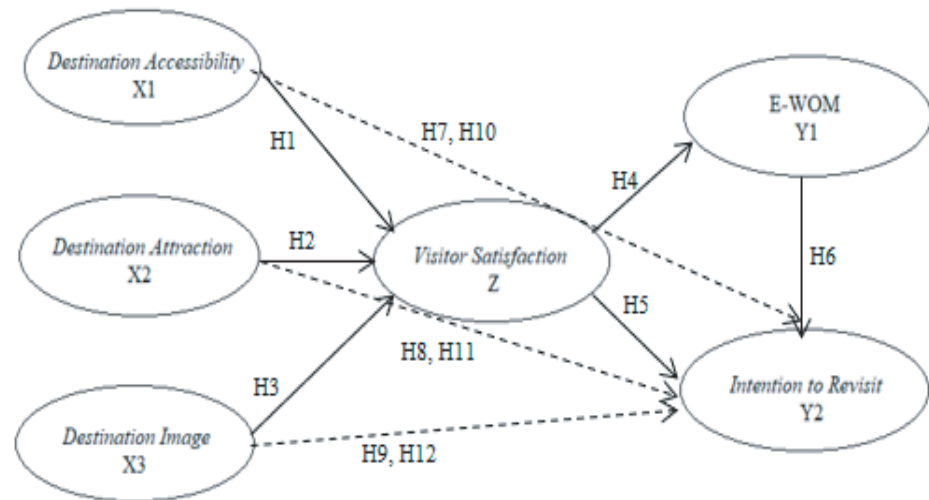 Destination Accessibility
X1
E-WOM
Y1
H7, H10
H1
H4
Destination Attraction
X2
H2
Visitor Satisfaction
Z
H6
H5
H8, H11
H3
Intention to Revisit
Y2
Destination Image
X3
H9, H12